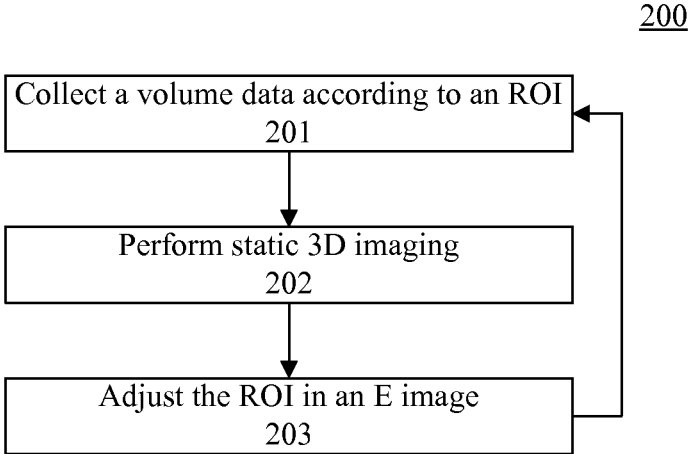 200
Collect a volume data according to an ROI
201
Perform static 3D imaging
202
Adjust the ROI in an E image
203